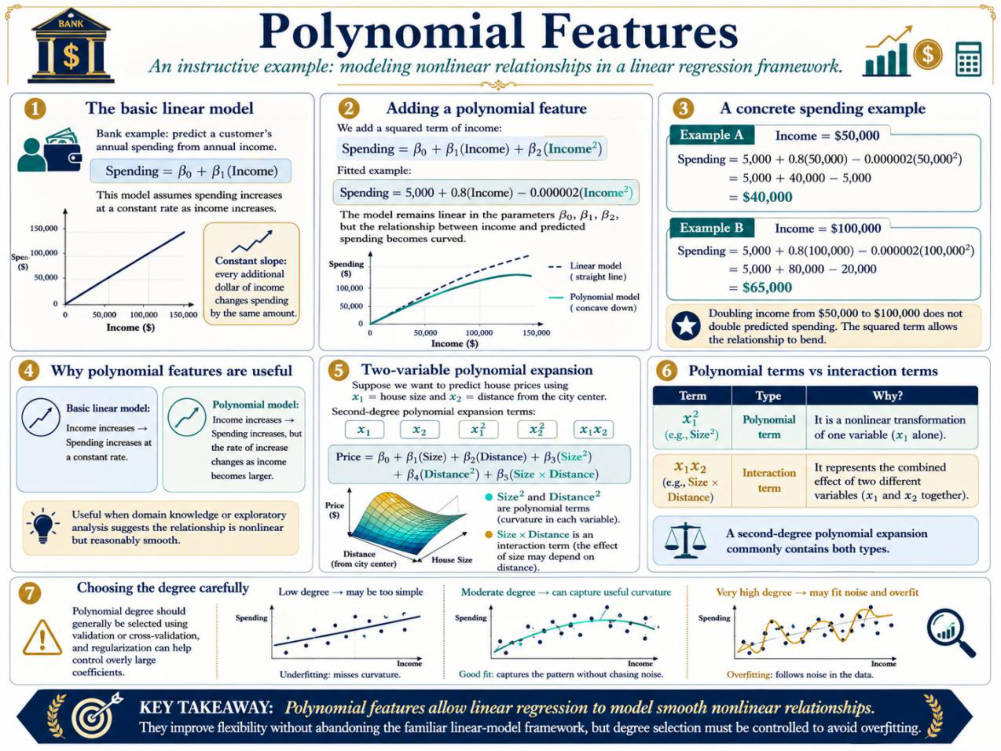 BANK
$
Polynomial Features
$
An instructive example: modeling nonlinear relationships in a linear regression framework.
1
The basic linear model
Bank example: predict a customer's
annual spending from annual income.
Spending = β₀ + β₁(Income)
This model assumes spending increases
at a constant rate as income increases.
150,000
Spen
($)
100,000
50,000
0
0
50,000
100,000
150,000
Income ($)
Constant slope:
every additional
dollar of income
changes spending
by the same amount.
2
Adding a polynomial feature
We add a squared term of income:
Spending = β₀ + β₁(Income) + β₂(Income²)
Fitted example:
Spending = 5,000 + 0.8(Income) − 0.000002(Income²)
The model remains linear in the parameters β₀, β₁, β₂,
but the relationship between income and predicted
spending becomes curved.
Spending
($)
150,000
100,000
50,000
0
0
50,000
100,000
150,000
Income ($)
Linear model
( straight line)
Polynomial model
( concave down)
3
A concrete spending example
Example A
Income = $50,000
Spending = 5,000 + 0.8(50,000) − 0.000002(50,000²)
= 5,000 + 40,000 − 5,000
= $40,000
Example B
Income = $100,000
Spending = 5,000 + 0.8(100,000) − 0.000002(100,000²)
= 5,000 + 80,000 − 20,000
= $65,000
Doubling income from $50,000 to $100,000 does not
double predicted spending. The squared term allows
the relationship to bend.
4
Why polynomial features are useful
Basic linear model:
Income increases →
Spending increases at
a constant rate.
Polynomial model:
Income increases →
Spending increases, but
the rate of increase
changes as income
becomes larger.
Useful when domain knowledge or exploratory
analysis suggests the relationship is nonlinear
but reasonably smooth.
5
Two-variable polynomial expansion
Suppose we want to predict house prices using
x₁ = house size and x₂ = distance from the city center.
Second-degree polynomial expansion terms:
x₁
x₂
x₁²
x₂²
x₁x₂
Price = β₀ + β₁(Size) + β₂(Distance) + β₃(Size²)
+ β₄(Distance²) + β₅(Size × Distance)
Price
($)
Distance
(from city center)
House Size
Size² and Distance²
are polynomial terms
(curvature in each variable).
Size × Distance is an
interaction term (the effect
of size may depend on
distance).
6
Polynomial terms vs interaction terms
Term
Type
Why?
x₁²
(e.g., Size²)
Polynomial
term
It is a nonlinear transformation
of one variable (x₁ alone).
x₁x₂
(e.g., Size ×
Distance)
Interaction
term
It represents the combined
effect of two different
variables (x₁ and x₂ together).
A second-degree polynomial expansion
commonly contains both types.
7
Choosing the degree carefully
Polynomial degree should
generally be selected using
validation or cross-validation,
and regularization can help
control overly large
coefficients.
Low degree → may be too simple
Spending
Income
Underfitting: misses curvature.
Moderate degree → can capture useful curvature
Spending
Income
Good fit: captures the pattern without chasing noise.
Very high degree → may fit noise and overfit
Spending
Income
Overfitting: follows noise in the data.
KEY TAKEAWAY: Polynomial features allow linear regression to model smooth nonlinear relationships.
They improve flexibility without abandoning the familiar linear-model framework, but degree selection must be controlled to avoid overfitting.